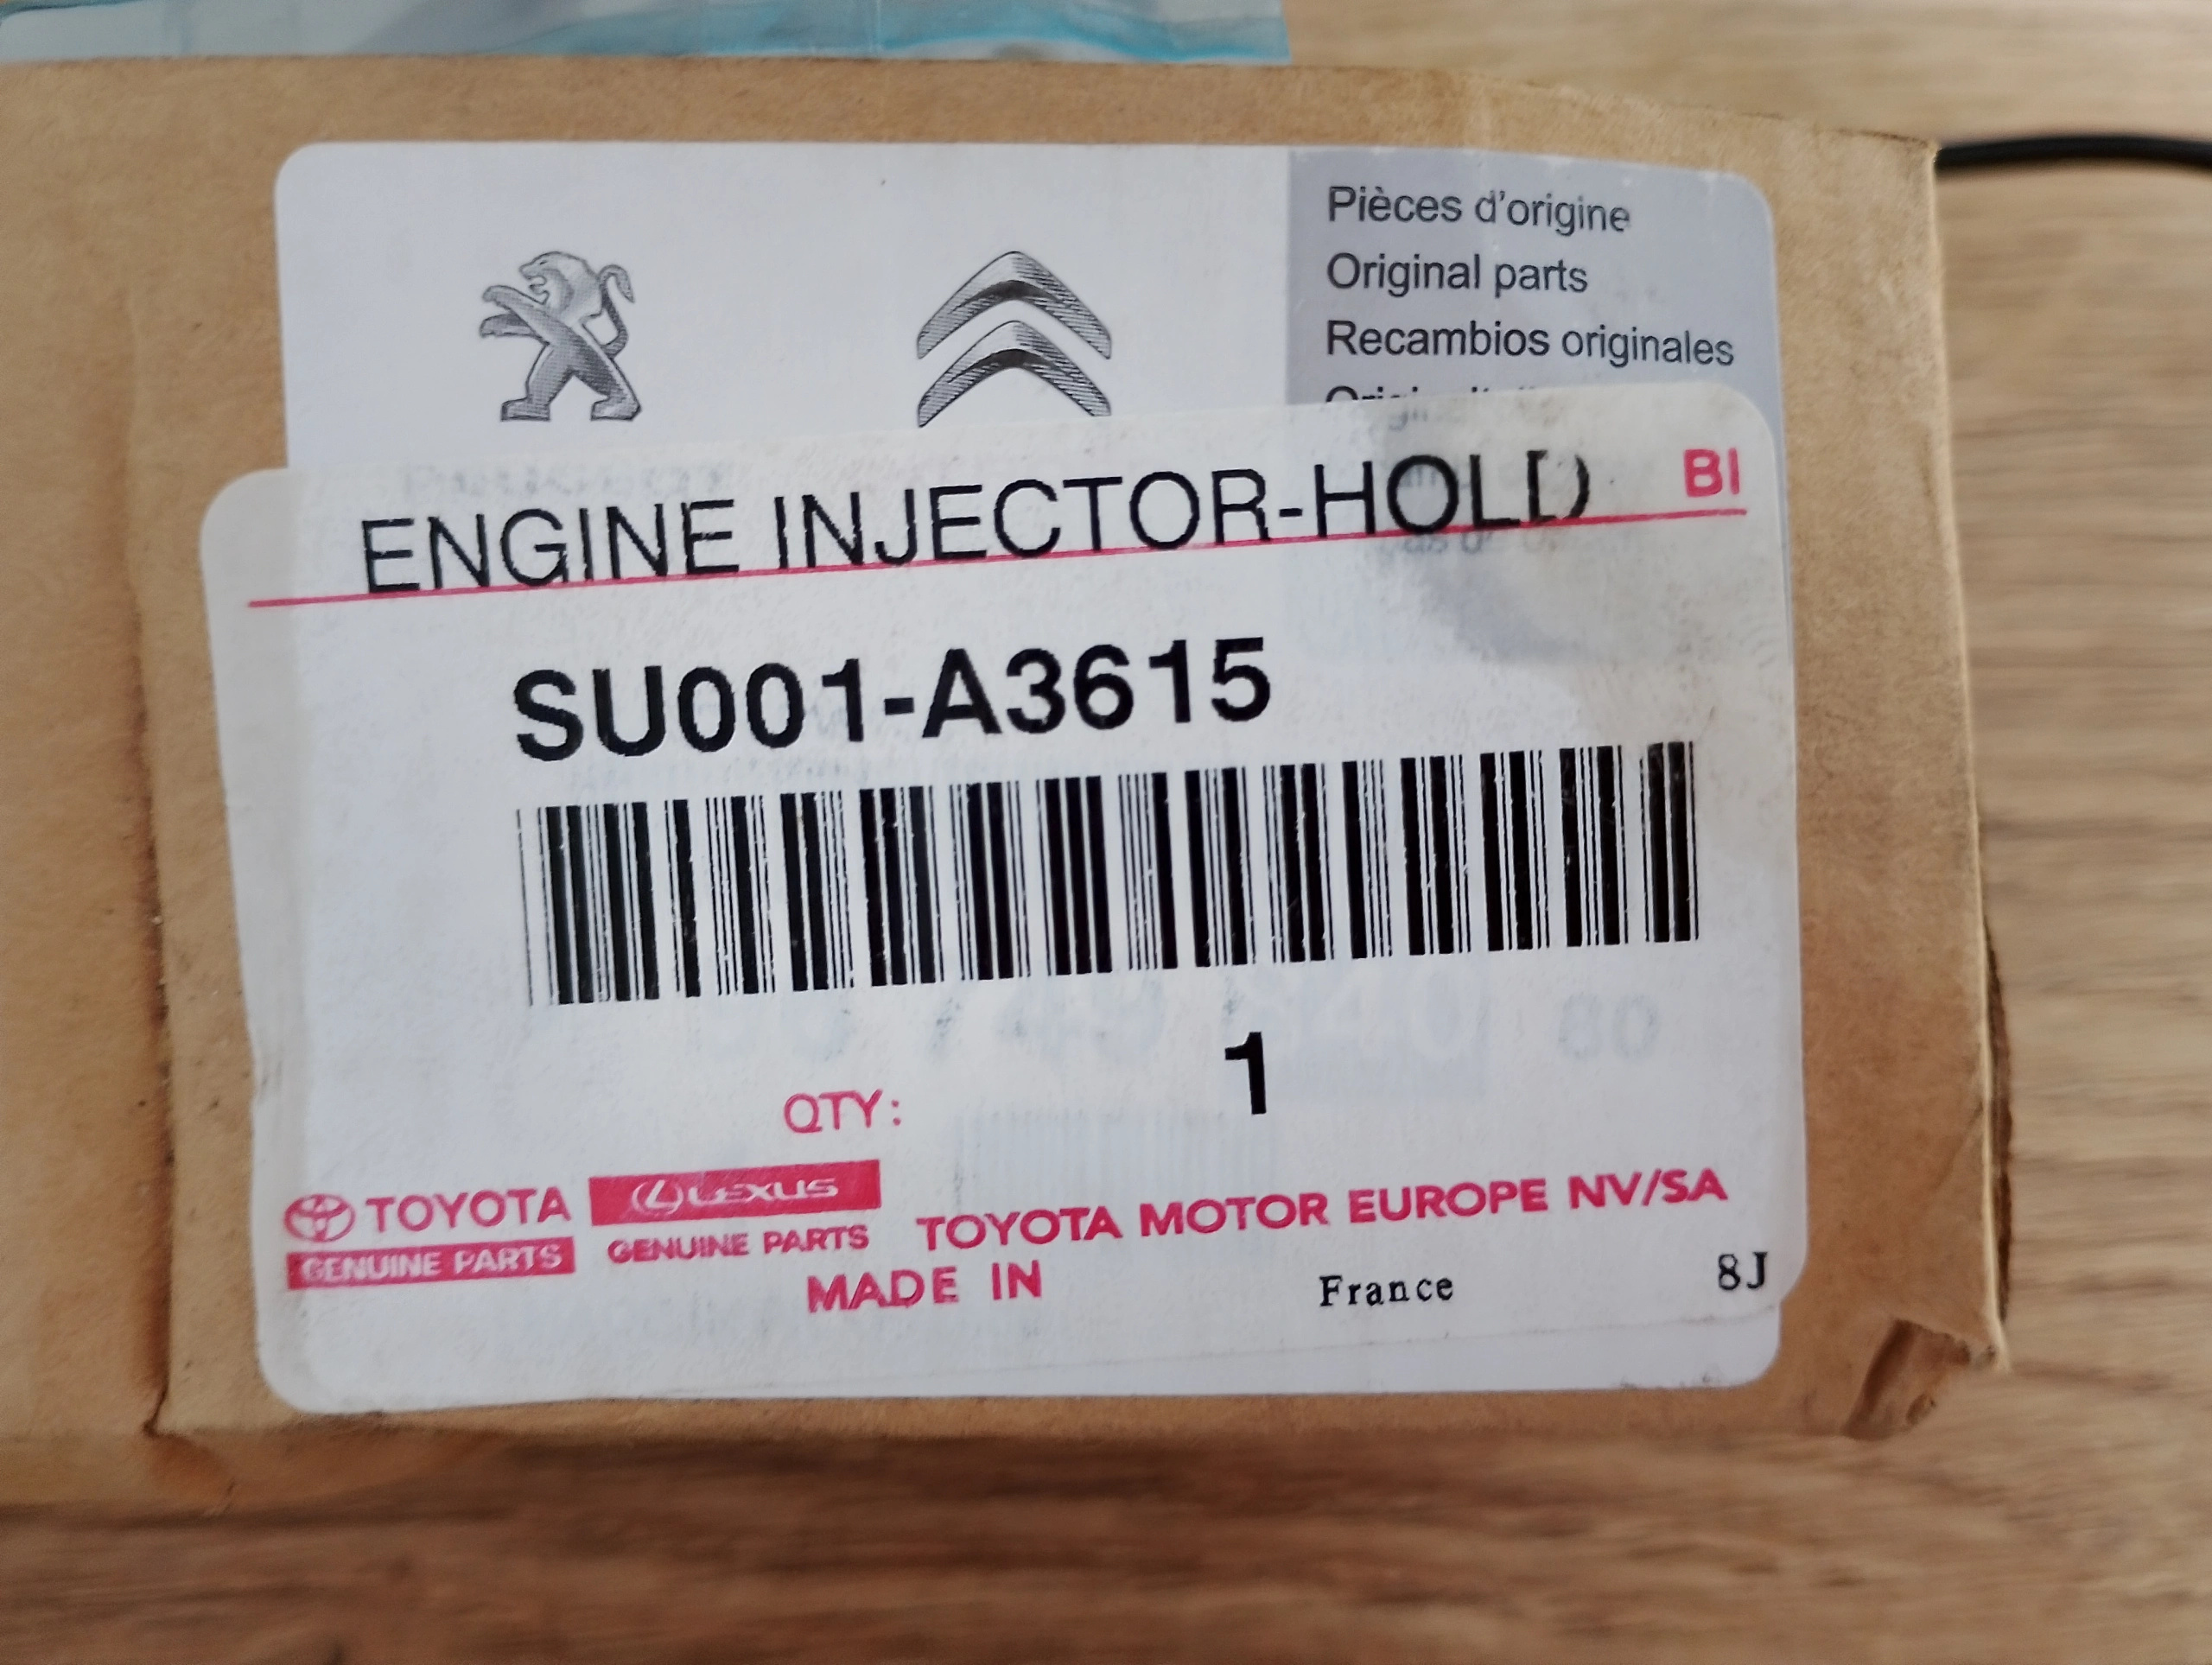 Pièces d'origine
Original parts
Recambios originales
ENGINE INJECTOR-HOLD
BI
SU001-A3615
1
QTY:
TOYOTA
GENUINE PARTS
LEXUS
GENUINE PARTS
TOYOTA MOTOR EUROPE NV/SA
MADE IN
France
8J